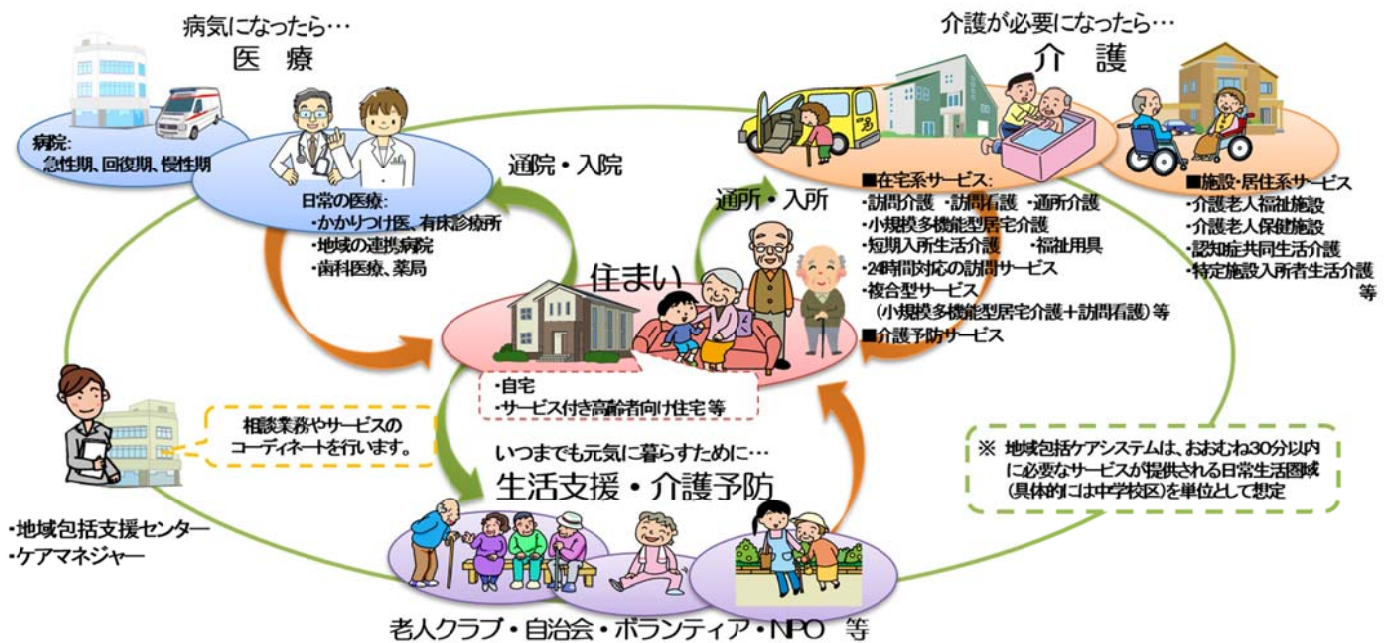 病気になったら…
医 療
病院:
急性期、回復期、慢性期
日常の医療:
・かかりつけ医、有床診療所
・地域の連携病院
・歯科医療、薬局
通院・入院
介護が必要になったら…
介 護
通所・入所
■在宅系サービス:
・訪問介護 ・訪問看護 ・通所介護
・小規模多機能型居宅介護
・短期入所生活介護 ・福祉用具
・24時間対応の訪問サービス
・複合型サービス
(小規模多機能型居宅介護+訪問看護)等
■介護予防サービス
■施設・居住系サービス
・介護老人福祉施設
・介護老人保健施設
・認知症共同生活介護
・特定施設入所者生活介護
等
住まい
・自宅
・サービス付き高齢者向け住宅 等
相談業務やサービスの
コーディネートを行います。
・地域包括支援センター
・ケアマネジャー
いつまでも元気に暮らすために…
生活支援・介護予防
老人クラブ・自治会・ボランティア・NPO 等
※ 地域包括ケアシステムは、おおむね30分以内
に必要なサービスが提供される日常生活圏域
(具体的には中学校区)を単位として想定